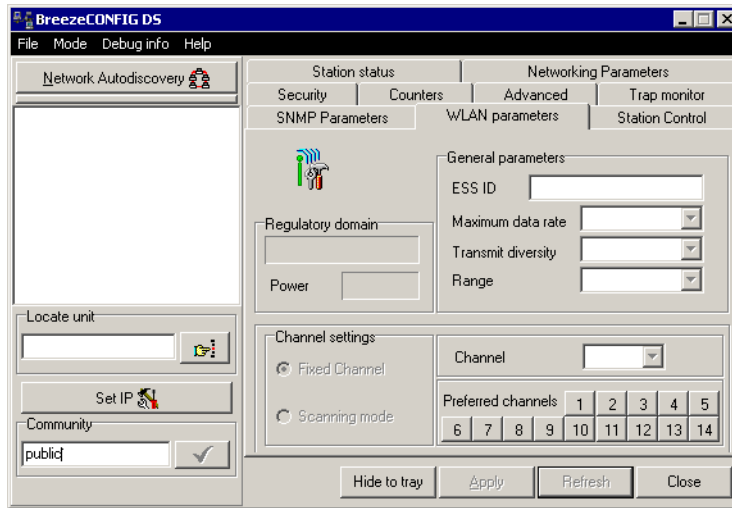 BreezeCONFIG DS
File Mode Debug info Help
Network Autodiscovery
Locate unit
Set IP
Community
public
Station status Networking Parameters
Security Counters Advanced Trap monitor
SNMP Parameters WLAN parameters Station Control
General parameters
ESS ID
Maximum data rate
Transmit diversity
Range
Regulatory domain
Power
Channel settings
Fixed Channel
Scanning mode
Channel
Preferred channels 1 2 3 4 5
6 7 8 9 10 11 12 13 14
Hide to tray Apply Refresh Close